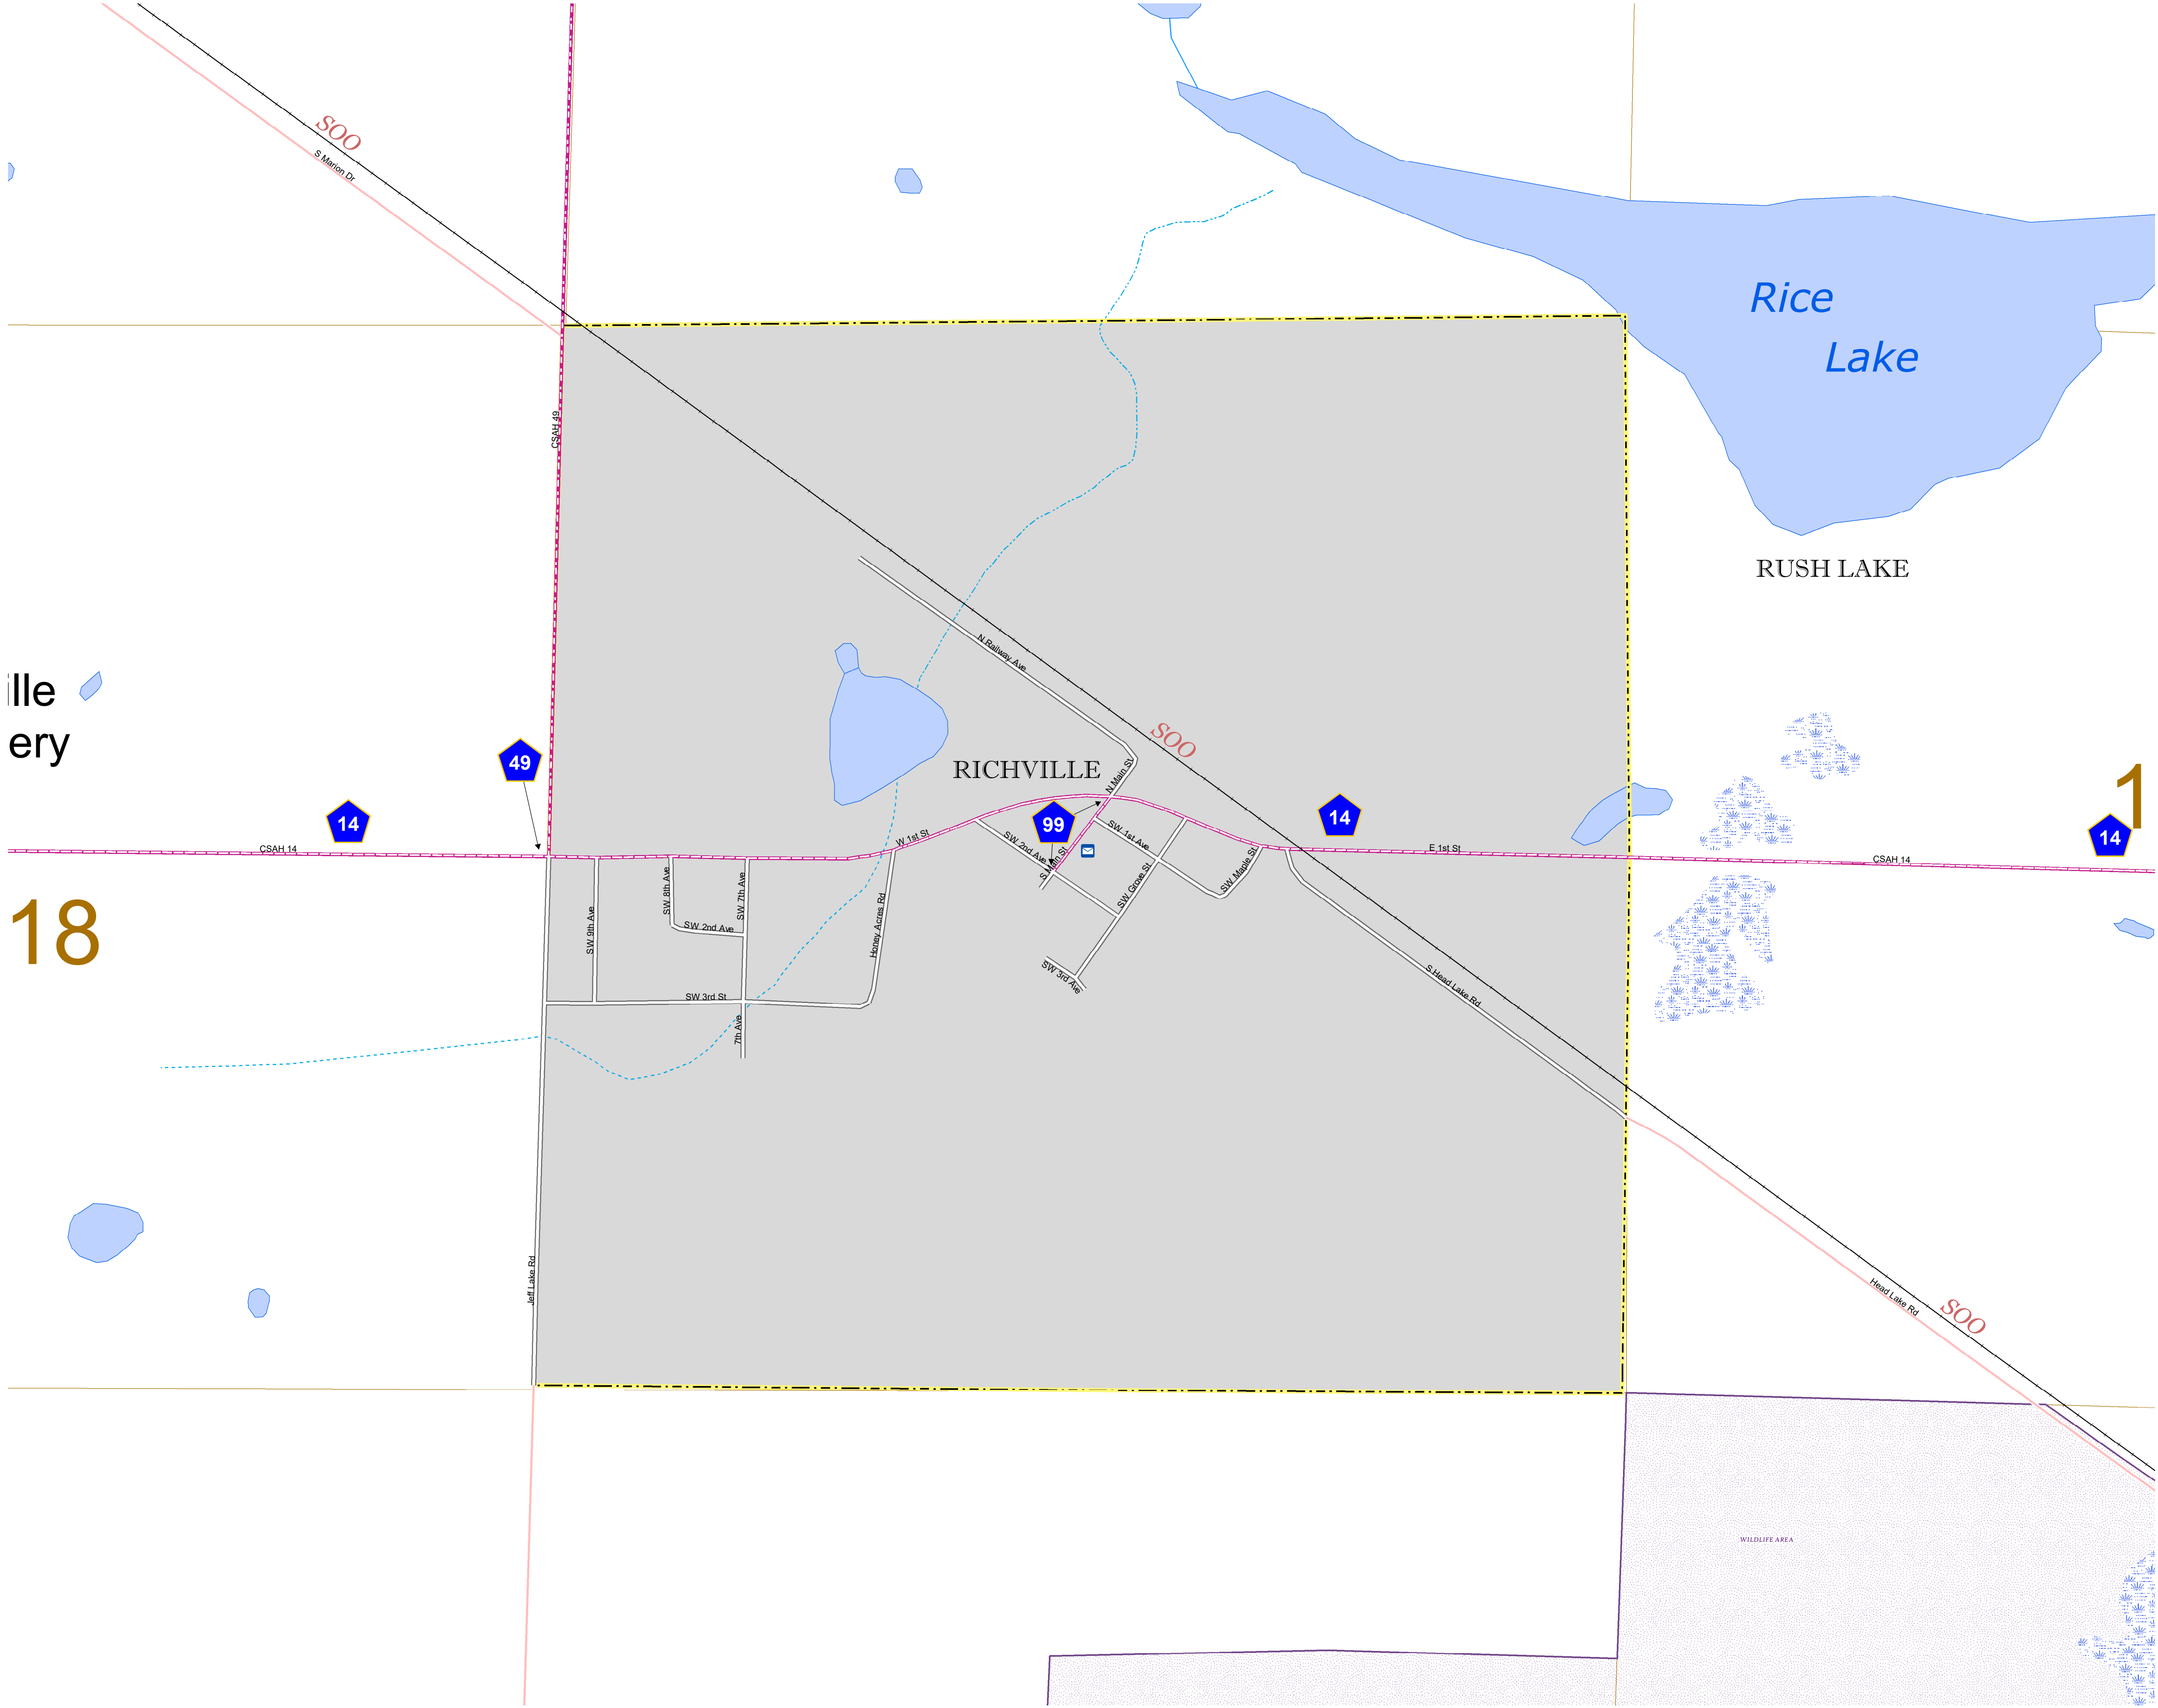 SOO
S Marion Dr
Rice
Lake
CSAH 49
RUSH LAKE
N Railway Ave
ille
ery
SOO
RICHVILLE
N Main St
49
14
99
14
1
14
CSAH 14
W 1st St
SW 2nd Ave
S Main St
SW 1st Ave
E 1st St
CSAH 14
18
SW 9th Ave
SW 8th Ave
SW 7th Ave
SW 2nd Ave
Honey Acres Rd
SW Grove St
SW Maple St
SW 3rd Ave
S Head Lake Rd
SW 3rd St
7th Ave
Jeff Lake Rd
Head Lake Rd
SOO
WILDLIFE AREA